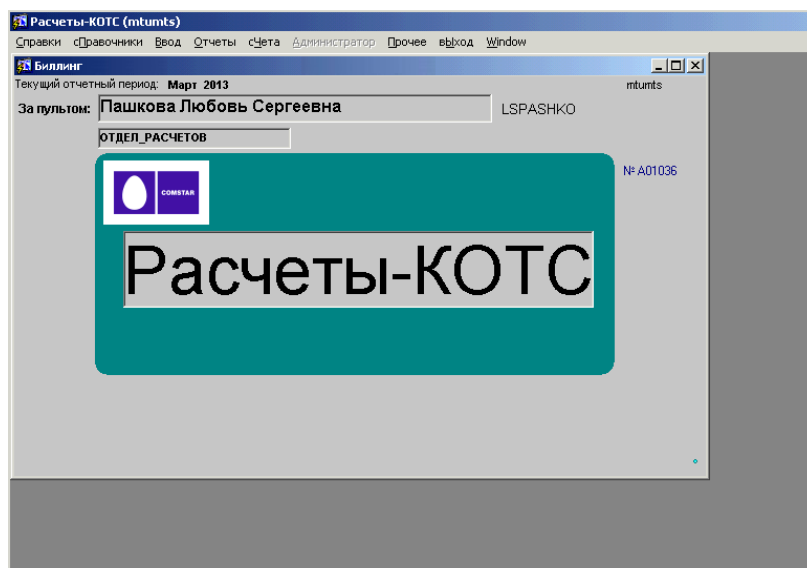 Расчеты-КОТС (mtumts)
Справки сПравочники Ввод Отчеты сЧета Администратор Прочее вЫход Window
Биллинг
Текущий отчетный период: Март 2013 mtumts
За пультом: Пашкова Любовь Сергеевна LSPASHKO
ОТДЕЛ_РАСЧЕТОВ
№ A01036
COMSTAR
Расчеты-КОТС